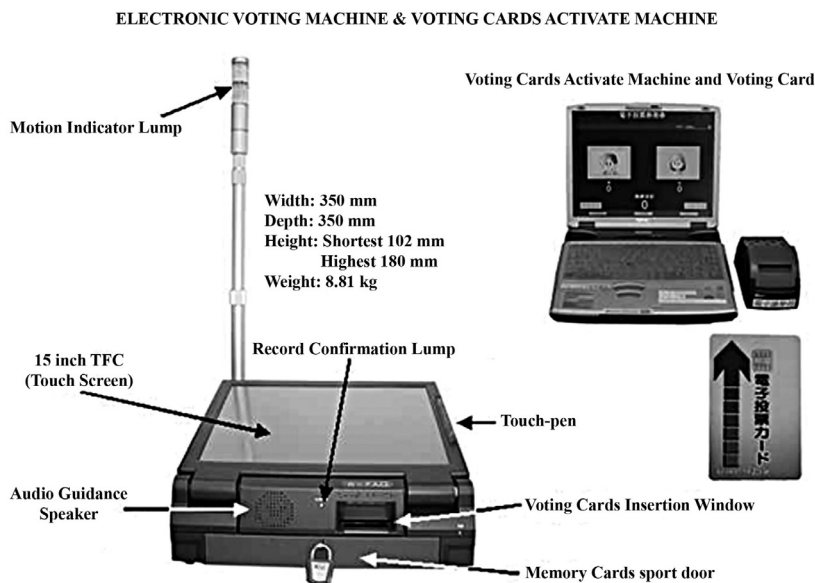 ELECTRONIC VOTING MACHINE & VOTING CARDS ACTIVATE MACHINE
Voting Cards Activate Machine and Voting Card
Motion Indicator Lump
Width: 350 mm
Depth: 350 mm
Height: Shortest 102 mm
Highest 180 mm
Weight: 8.81 kg
15 inch TFC
(Touch Screen)
Record Confirmation Lump
Touch-pen
Audio Guidance
Speaker
Voting Cards Insertion Window
Memory Cards sport door
電子投票カード